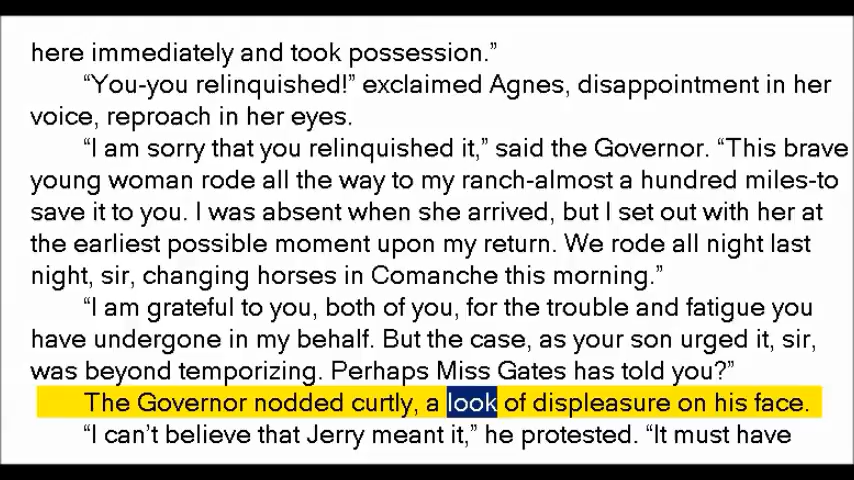 here immediately and took possession.”
“You-you relinquished!” exclaimed Agnes, disappointment in her
voice, reproach in her eyes.
“I am sorry that you relinquished it,” said the Governor. “This brave
young woman rode all the way to my ranch-almost a hundred miles-to
save it to you. I was absent when she arrived, but I set out with her at
the earliest possible moment upon my return. We rode all night last
night, sir, changing horses in Comanche this morning.”
“I am grateful to you, both of you, for the trouble and fatigue you
have undergone in my behalf. But the case, as your son urged it, sir,
was beyond temporizing. Perhaps Miss Gates has told you?”
The Governor nodded curtly, a look of displeasure on his face.
“I can’t believe that Jerry meant it,” he protested. “It must have